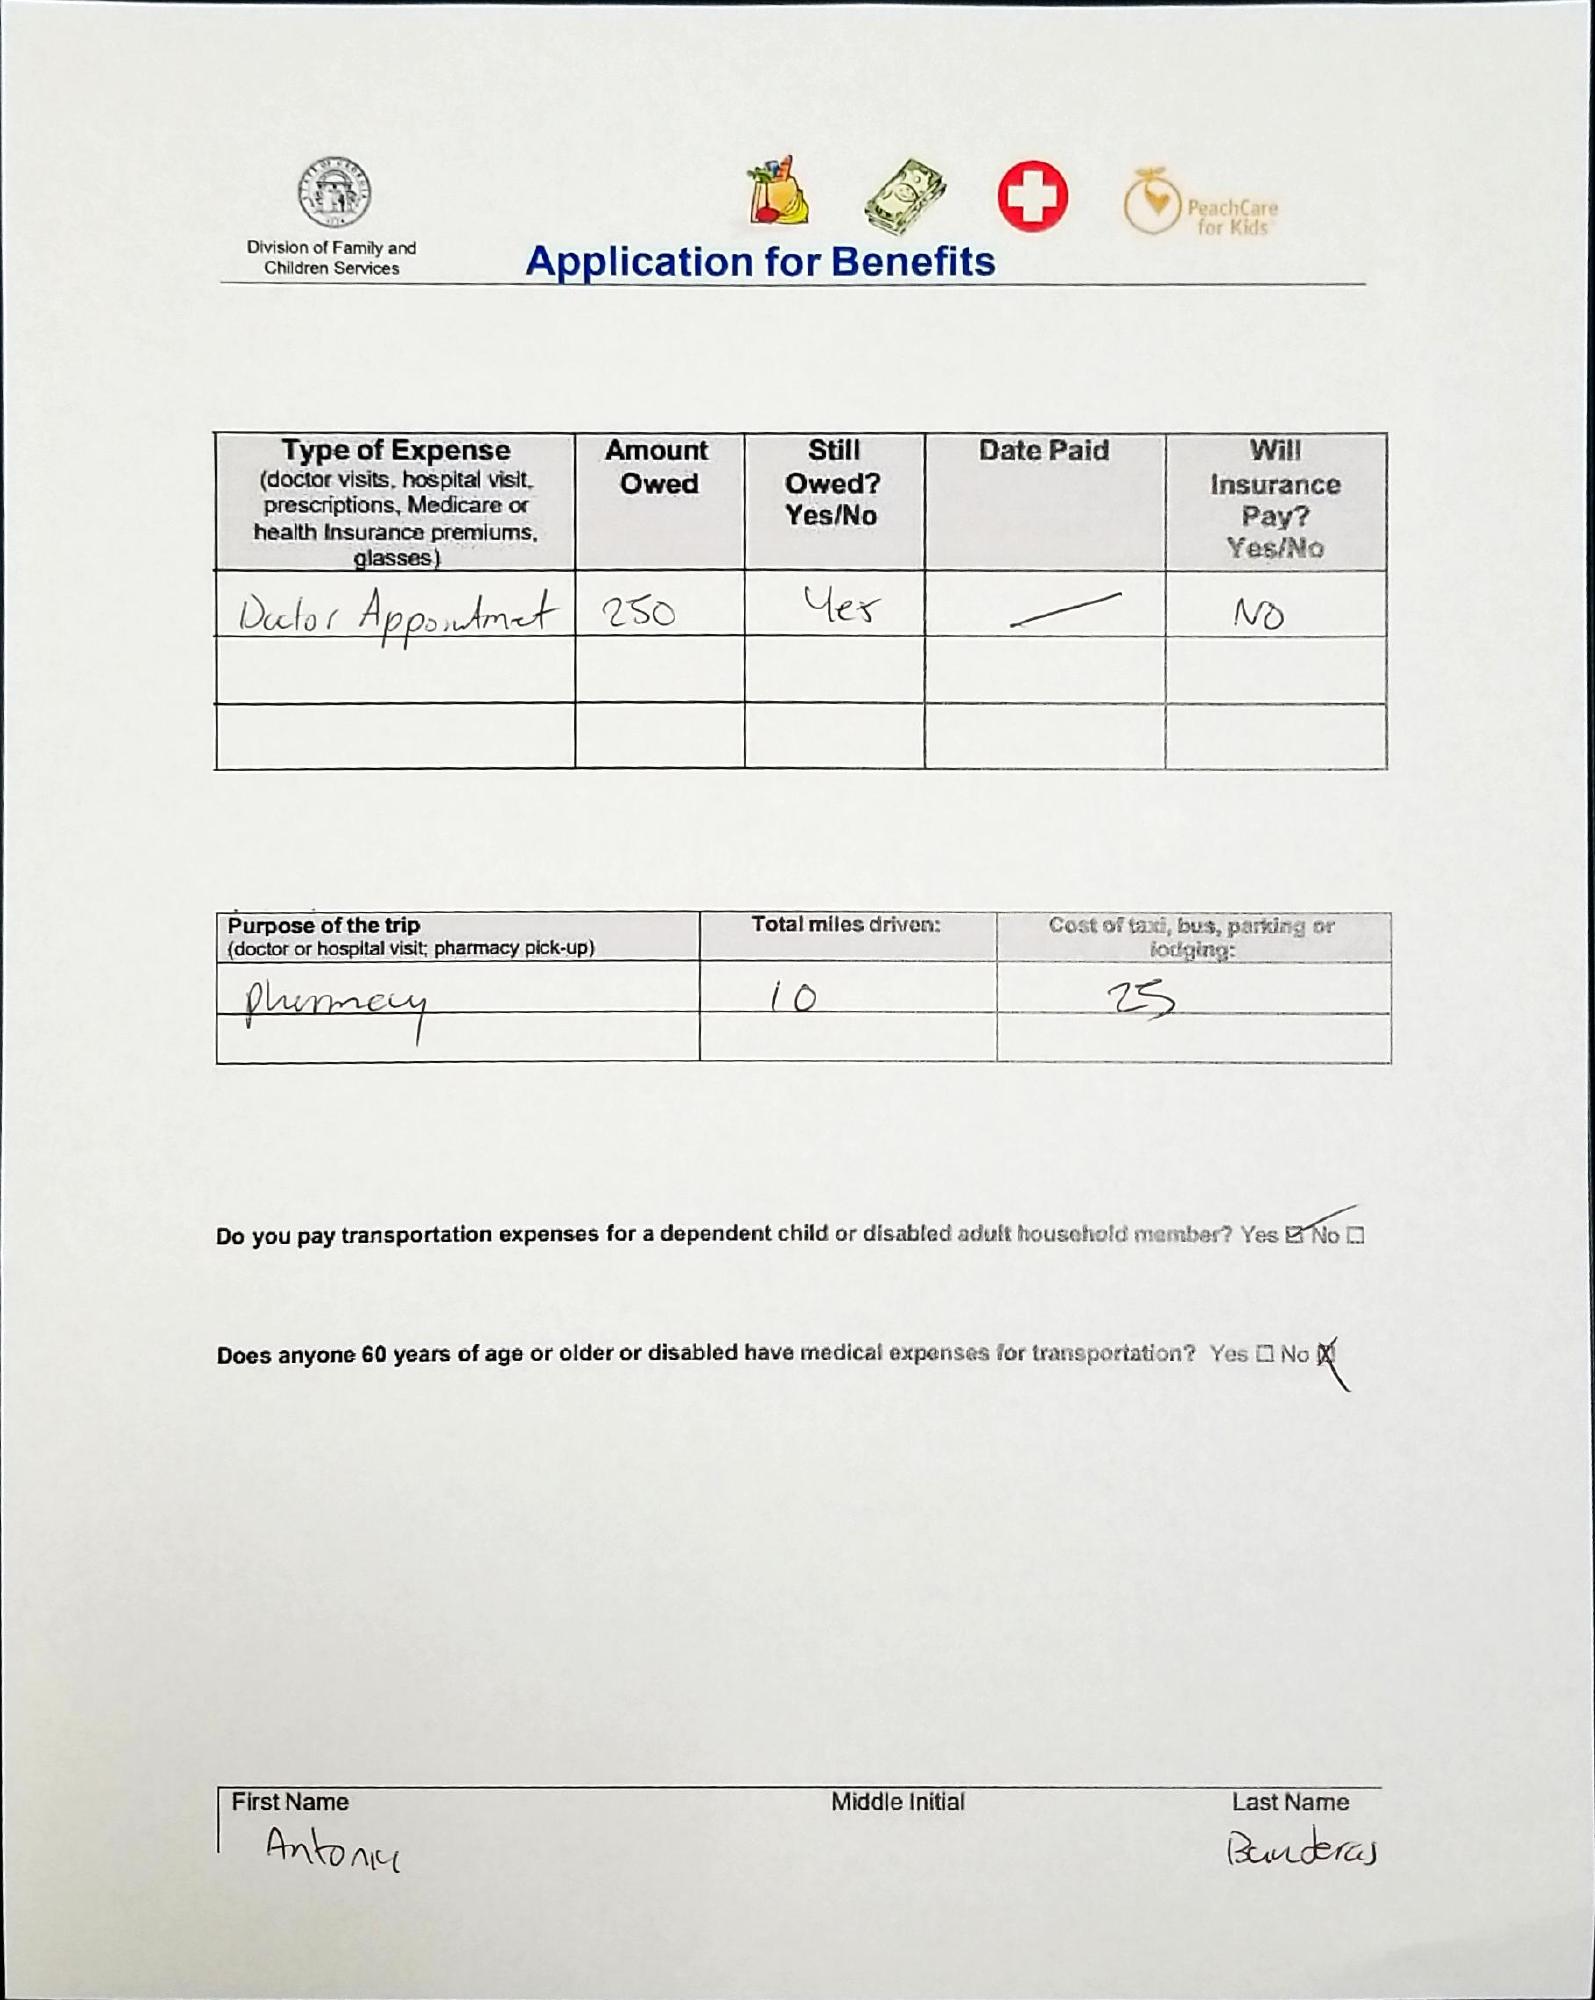 PeachCare
for Kids
Division of Family and
Children Services
Application for Benefits
Type of Expense
(doctor visits, hospital visit,
prescriptions, Medicare or
health Insurance premiums,
glasses)
Amount
Owed
Still
Owed?
Yes/No
Date Paid
Will
Insurance
Pay?
Yes/No
Doctor Appointmet 250 Yes — NO
Purpose of the trip
(doctor or hospital visit; pharmacy pick-up)
Total miles driven:
Cost of taxi, bus, parking or
lodging:
pharmacy 10 25
Do you pay transportation expenses for a dependent child or disabled adult household member? Yes ☑ No ☐
Does anyone 60 years of age or older or disabled have medical expenses for transportation? Yes ☐ No ☒
First Name Middle Initial Last Name
Banderas